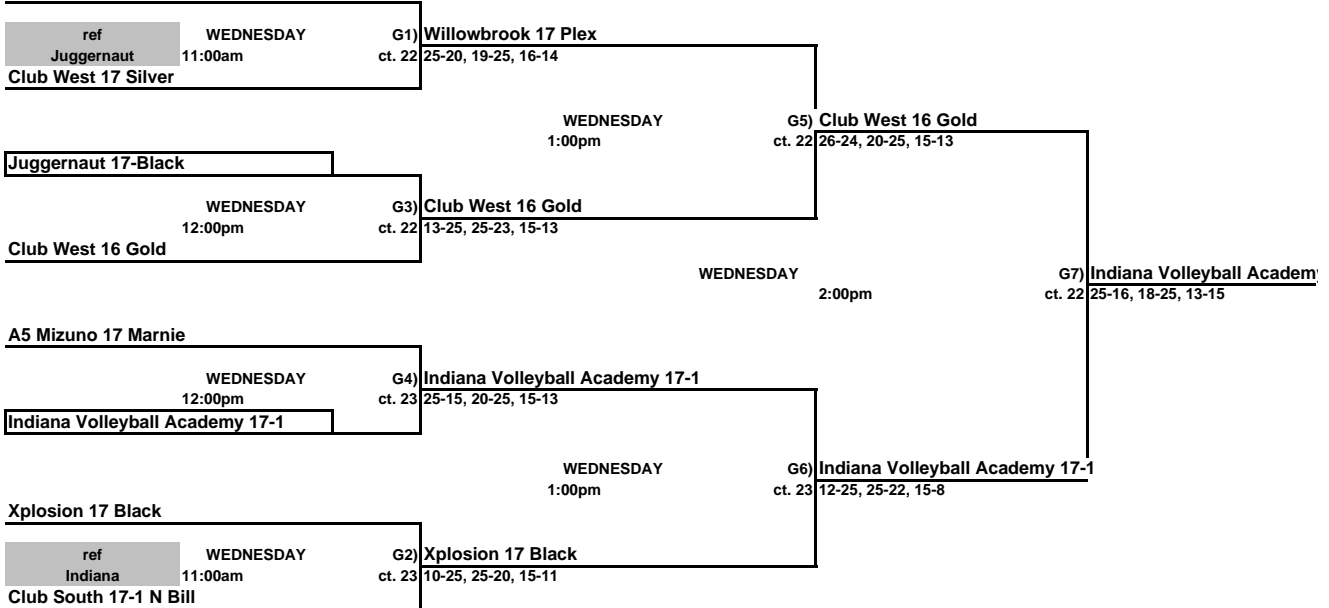 ref WEDNESDAY G1) Willowbrook 17 Plex
Juggernaut 11:00am ct. 22 25-20, 19-25, 16-14
Club West 17 Silver
WEDNESDAY G5) Club West 16 Gold
1:00pm ct. 22 26-24, 20-25, 15-13
Juggernaut 17-Black
WEDNESDAY G3) Club West 16 Gold
12:00pm ct. 22 13-25, 25-23, 15-13
Club West 16 Gold
WEDNESDAY G7) Indiana Volleyball Academy
2:00pm ct. 22 25-16, 18-25, 13-15
A5 Mizuno 17 Marnie
WEDNESDAY G4) Indiana Volleyball Academy 17-1
12:00pm ct. 23 25-15, 20-25, 15-13
Indiana Volleyball Academy 17-1
WEDNESDAY G6) Indiana Volleyball Academy 17-1
1:00pm ct. 23 12-25, 25-22, 15-8
Xplosion 17 Black
ref WEDNESDAY G2) Xplosion 17 Black
Indiana 11:00am ct. 23 10-25, 25-20, 15-11
Club South 17-1 N Bill